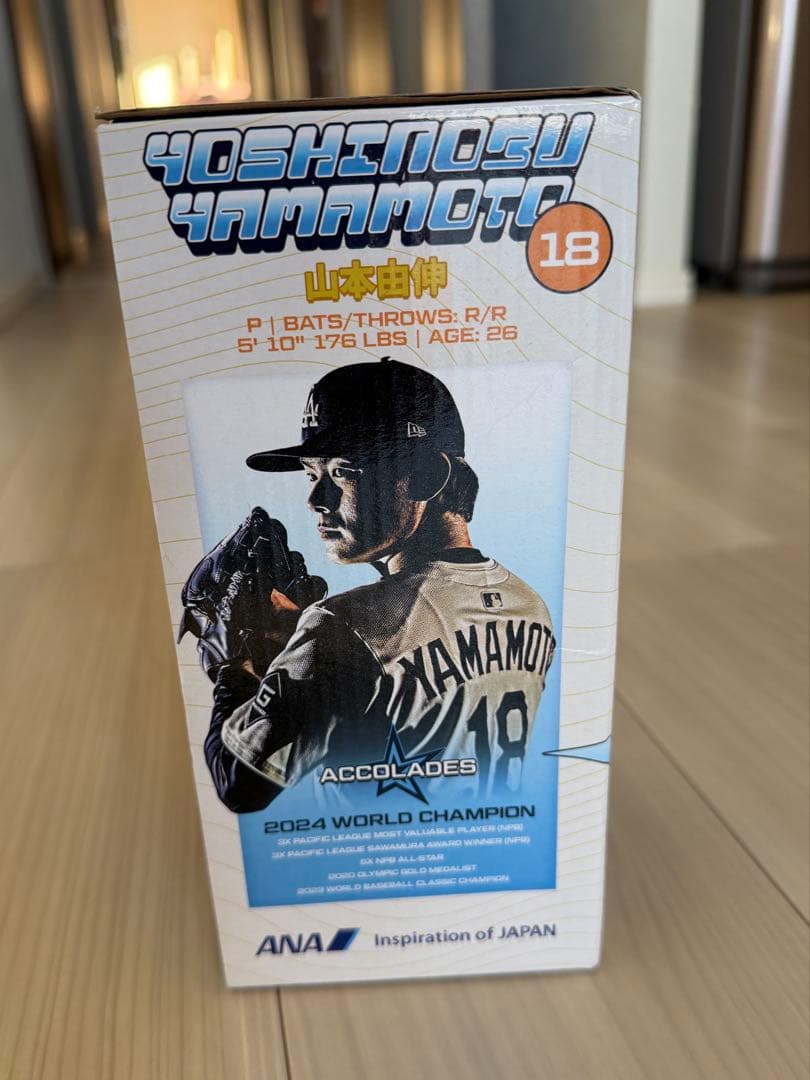 YOSHINOBU
YAMAMOTO
18
山本由伸
P | BATS/THROWS: R/R
5' 10" 176 LBS | AGE: 26
LA
YAMAMOTO
18
ACCOLADES
2024 WORLD CHAMPION
3X PACIFIC LEAGUE MOST VALUABLE PLAYER (NPB)
3X PACIFIC LEAGUE SAWAMURA AWARD WINNER (NPB)
5X NPB ALL-STAR
2020 OLYMPIC GOLD MEDALIST
2023 WORLD BASEBALL CLASSIC CHAMPION
ANA Inspiration of JAPAN